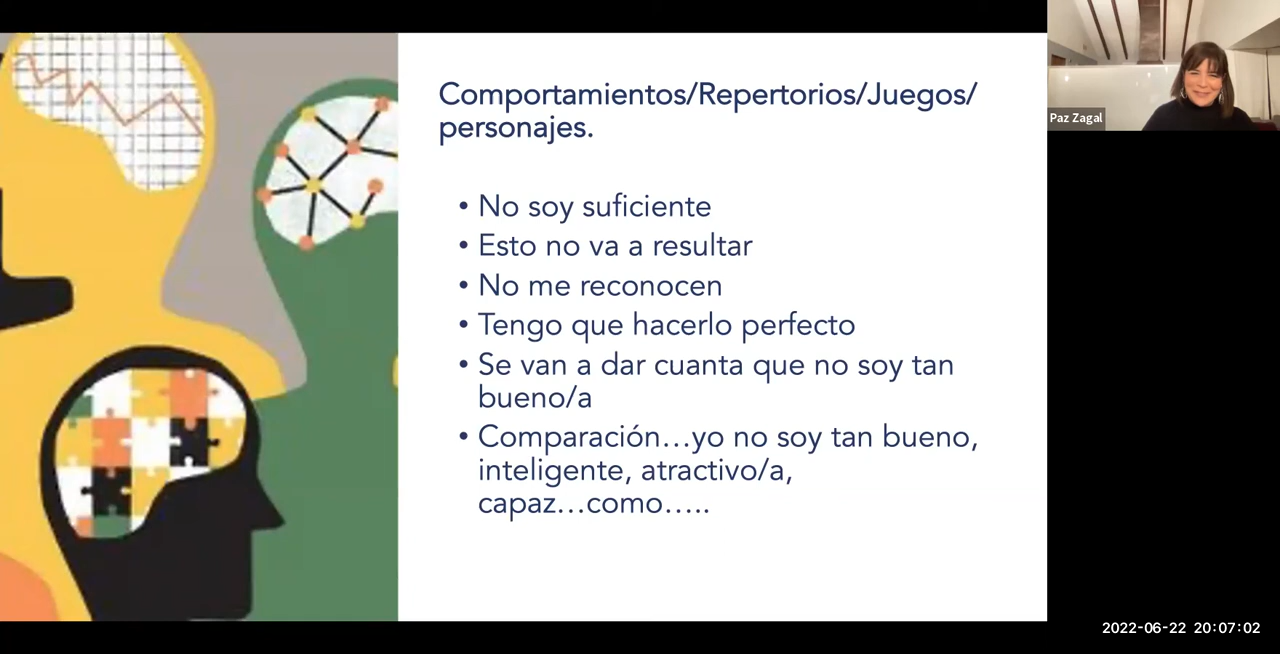 Comportamientos/Repertorios/Juegos/
personajes.
• No soy suficiente
• Esto no va a resultar
• No me reconocen
• Tengo que hacerlo perfecto
• Se van a dar cuanta que no soy tan
bueno/a
• Comparación...yo no soy tan bueno,
inteligente, atractivo/a,
capaz...como.....
Paz Zagal
2022-06-22 20:07:02